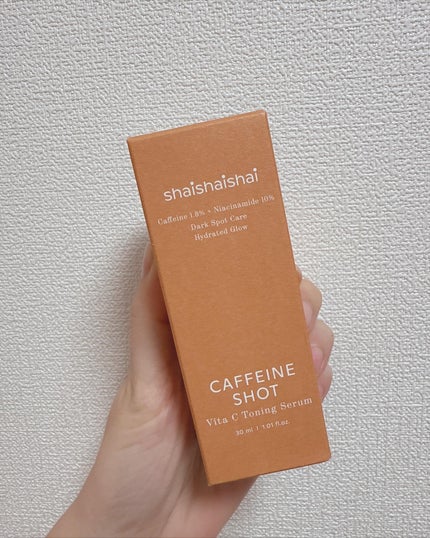 shaishaishai
Caffeine 1.8% + Niacinamide 10%
Dark Spot Care
Hydrated Glow
CAFFEINE
SHOT
Vita C Toning Serum
30 ml | 1.01 fl.oz.